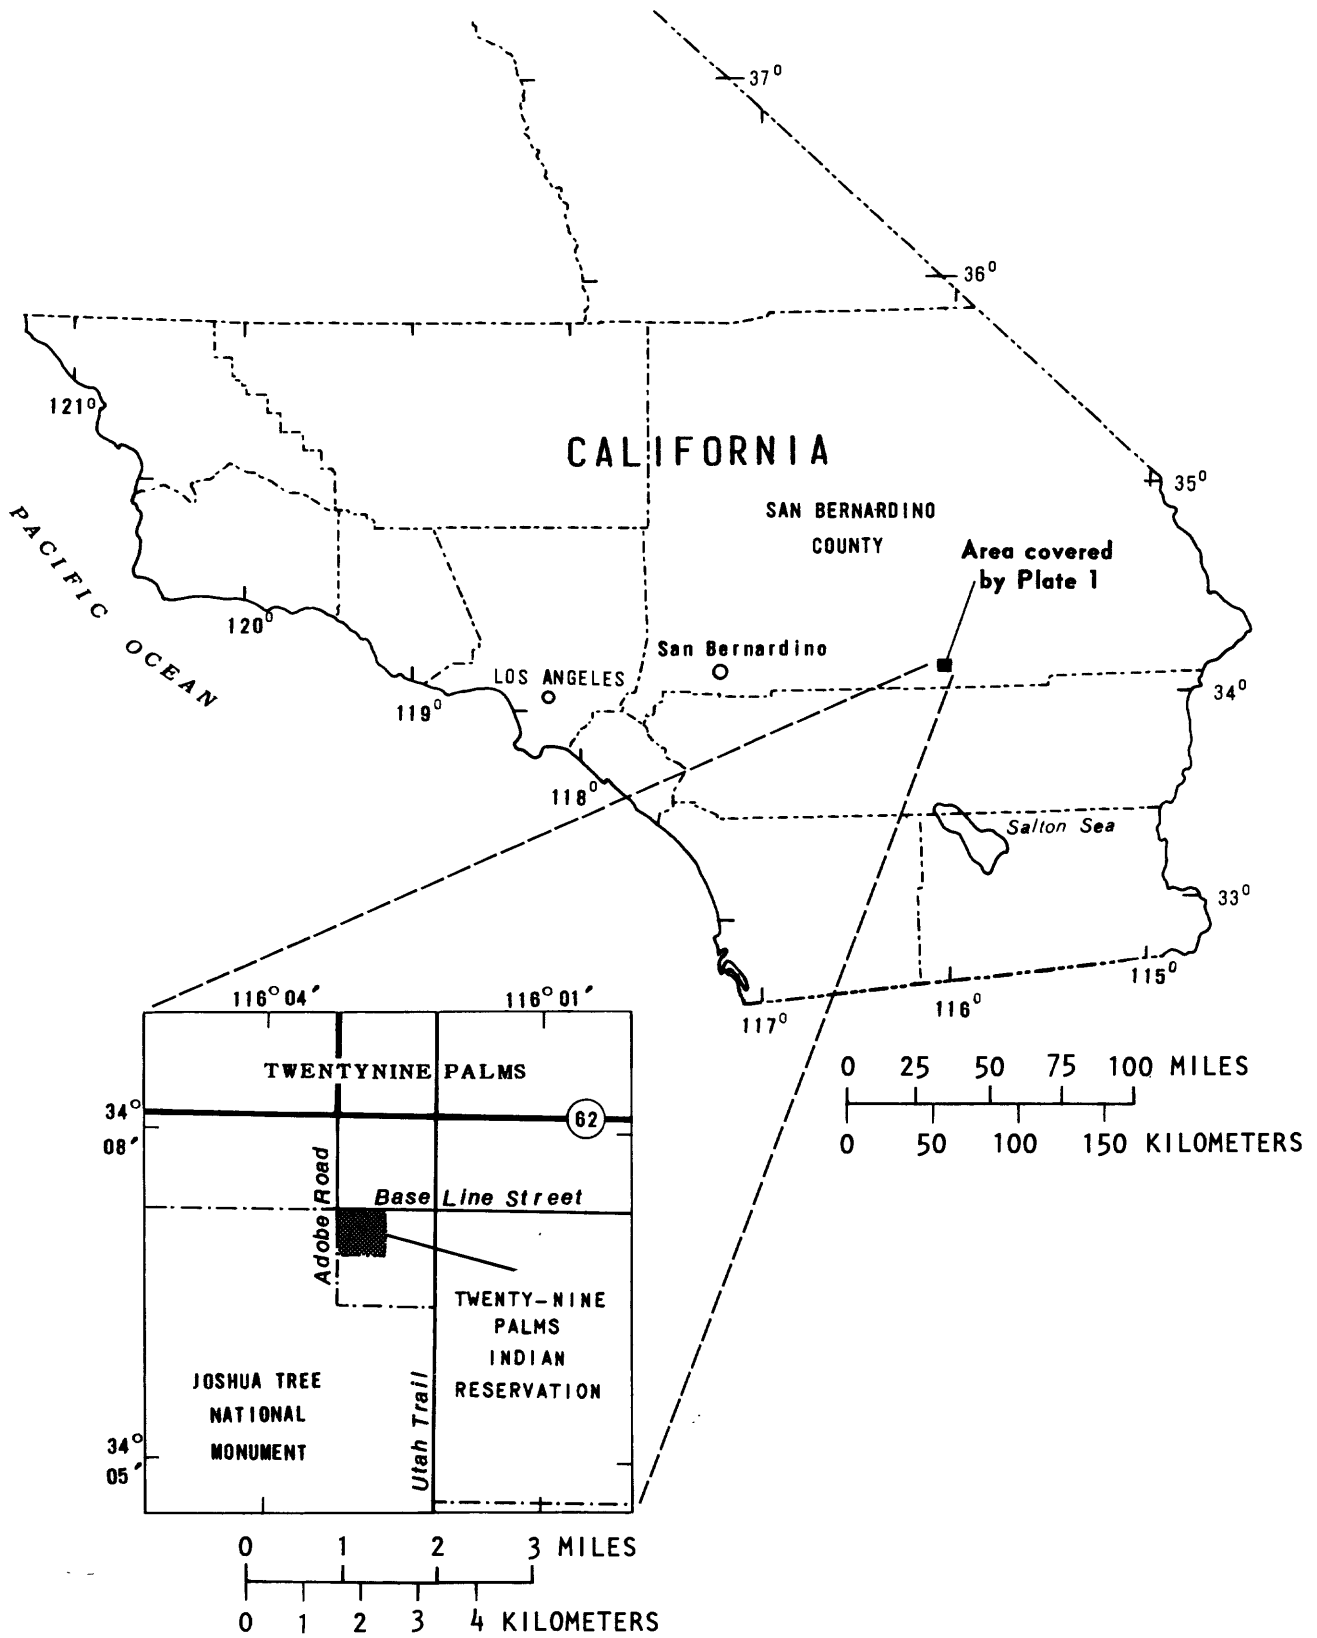 37°
36°
121°
CALIFORNIA
35°
SAN BERNARDINO
COUNTY
Area covered
by Plate 1
PACIFIC OCEAN
120°
San Bernardino
LOS ANGELES
34°
119°
118°
Salton Sea
33°
115°
116°
117°
116° 04′
116° 01′
TWENTYNINE PALMS
34°
08′
62
Adobe Road
Base Line Street
TWENTY-NINE
PALMS
INDIAN
RESERVATION
JOSHUA TREE
NATIONAL
MONUMENT
Utah Trail
34°
05′
0 25 50 75 100 MILES
0 50 100 150 KILOMETERS
0 1 2 3 MILES
0 1 2 3 4 KILOMETERS